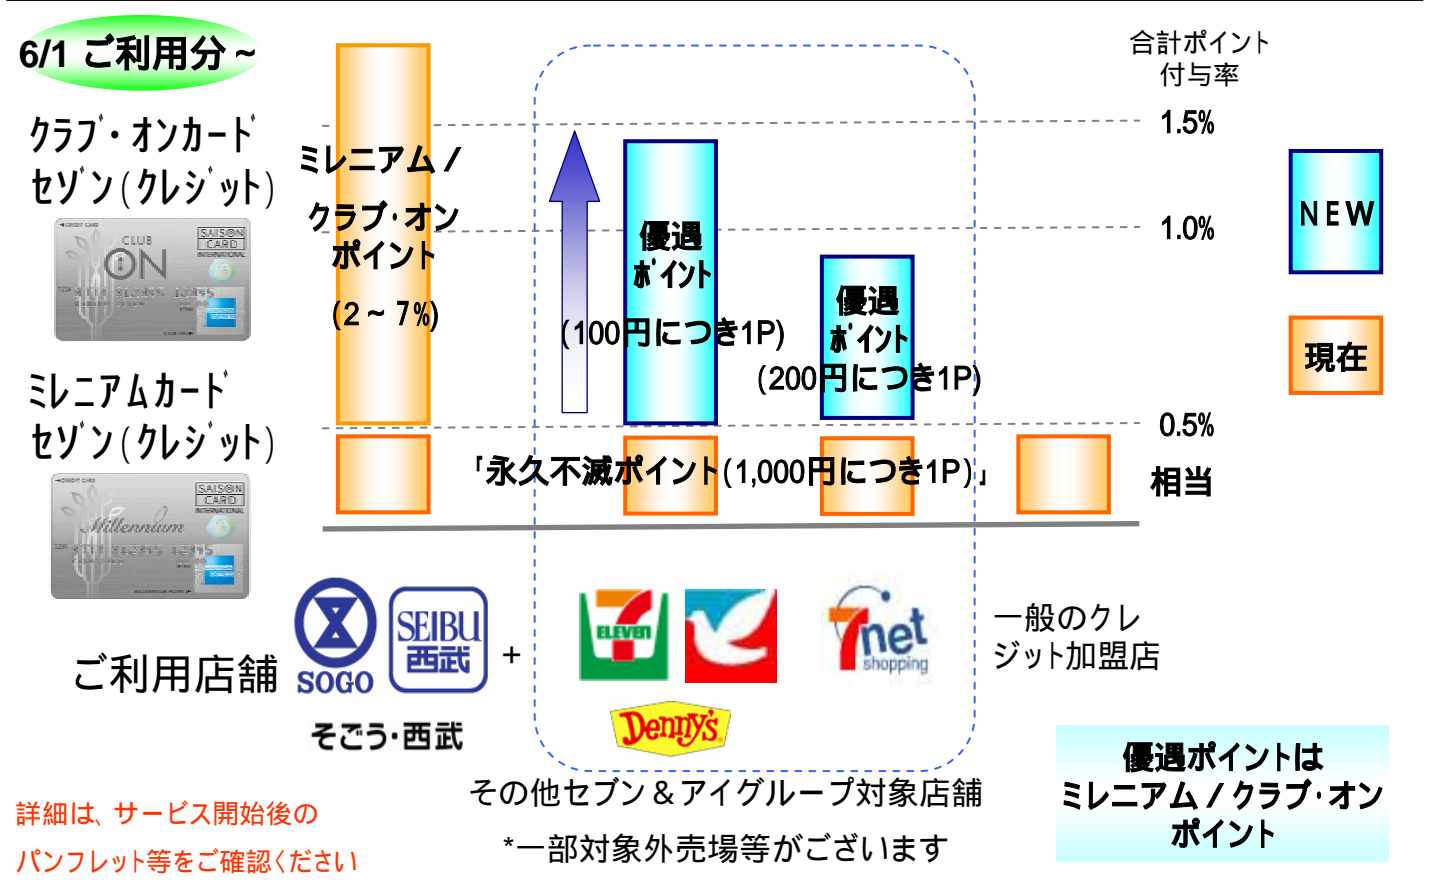 6/1 ご利用分~
合計ポイント
付与率
クラブ・オンカード
セゾン(クレジット)
CLUB
ON
SAISON
CARD
INTERNATIONAL
ミレニアムカード
セゾン(クレジット)
Millennium
SAISON
CARD
INTERNATIONAL
ミレニアム/
クラブ・オン
ポイント
(2~7%)
優遇
ポイント
(100円につき1P)
優遇
ポイント
(200円につき1P)
「永久不滅ポイント(1,000円につき1P)」
1.5%
1.0%
0.5%
相当
NEW
現在
ご利用店舗
SOGO
SEIBU
西武
そごう・西武
+
7
ELEVEN
Denny's
7net
shopping
一般のクレ
ジット加盟店
その他セブン&アイグループ対象店舗
*一部対象外売場等がございます
優遇ポイントは
ミレニアム/クラブ・オン
ポイント
詳細は、サービス開始後の
パンフレット等をご確認ください